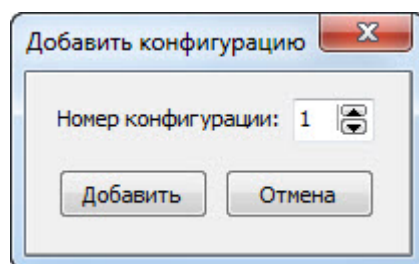 Добавить конфигурацию
Номер конфигурации: 1
Добавить Отмена